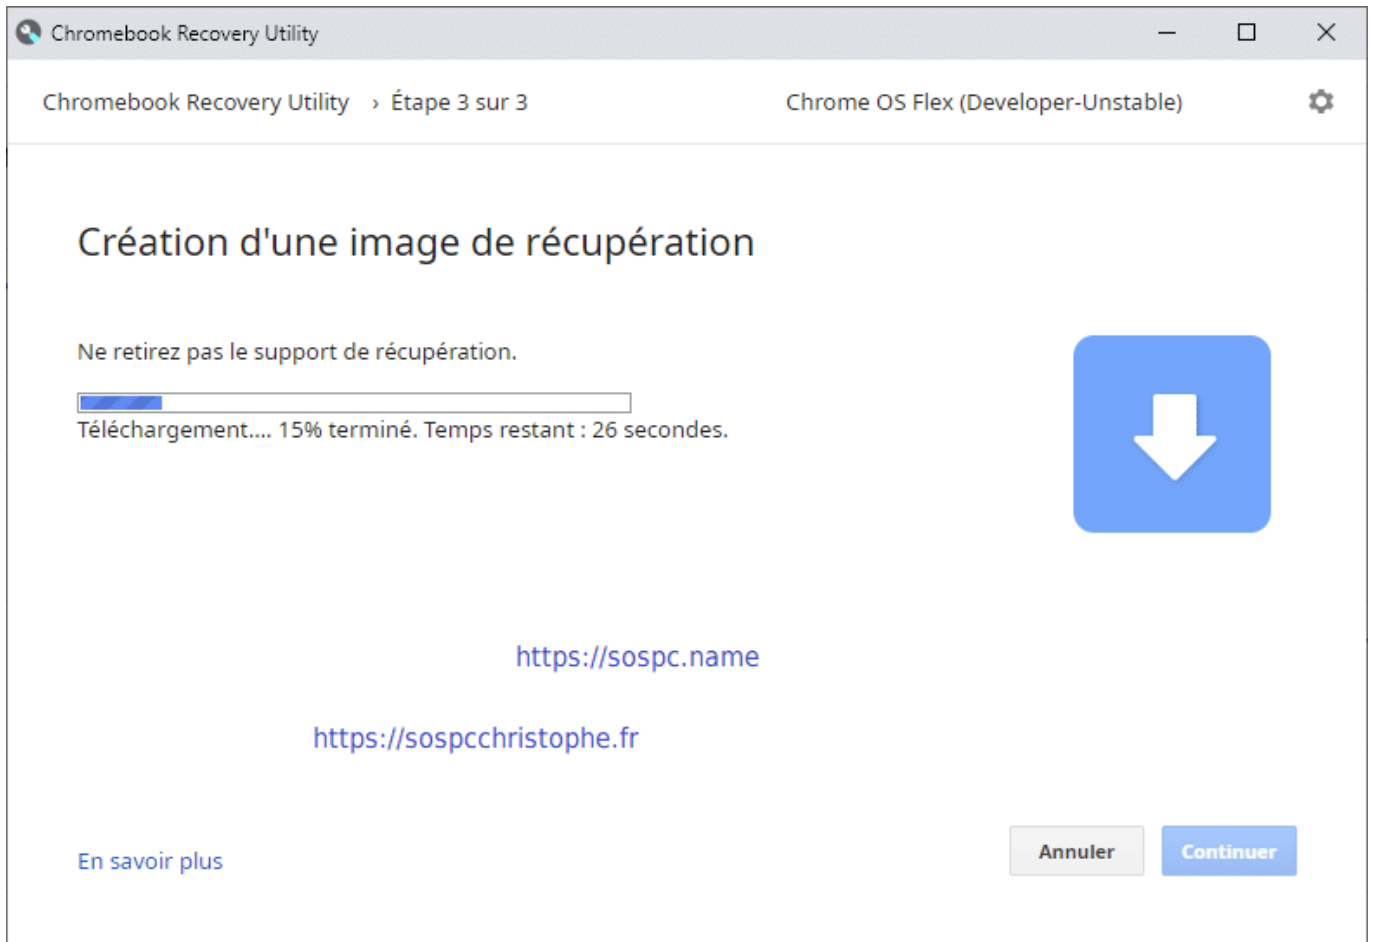 Chromebook Recovery Utility
Chromebook Recovery Utility › Étape 3 sur 3 Chrome OS Flex (Developer-Unstable)
Création d'une image de récupération
Ne retirez pas le support de récupération.
Téléchargement.... 15% terminé. Temps restant : 26 secondes.
https://sospc.name
https://sospcchristophe.fr
En savoir plus Annuler Continuer